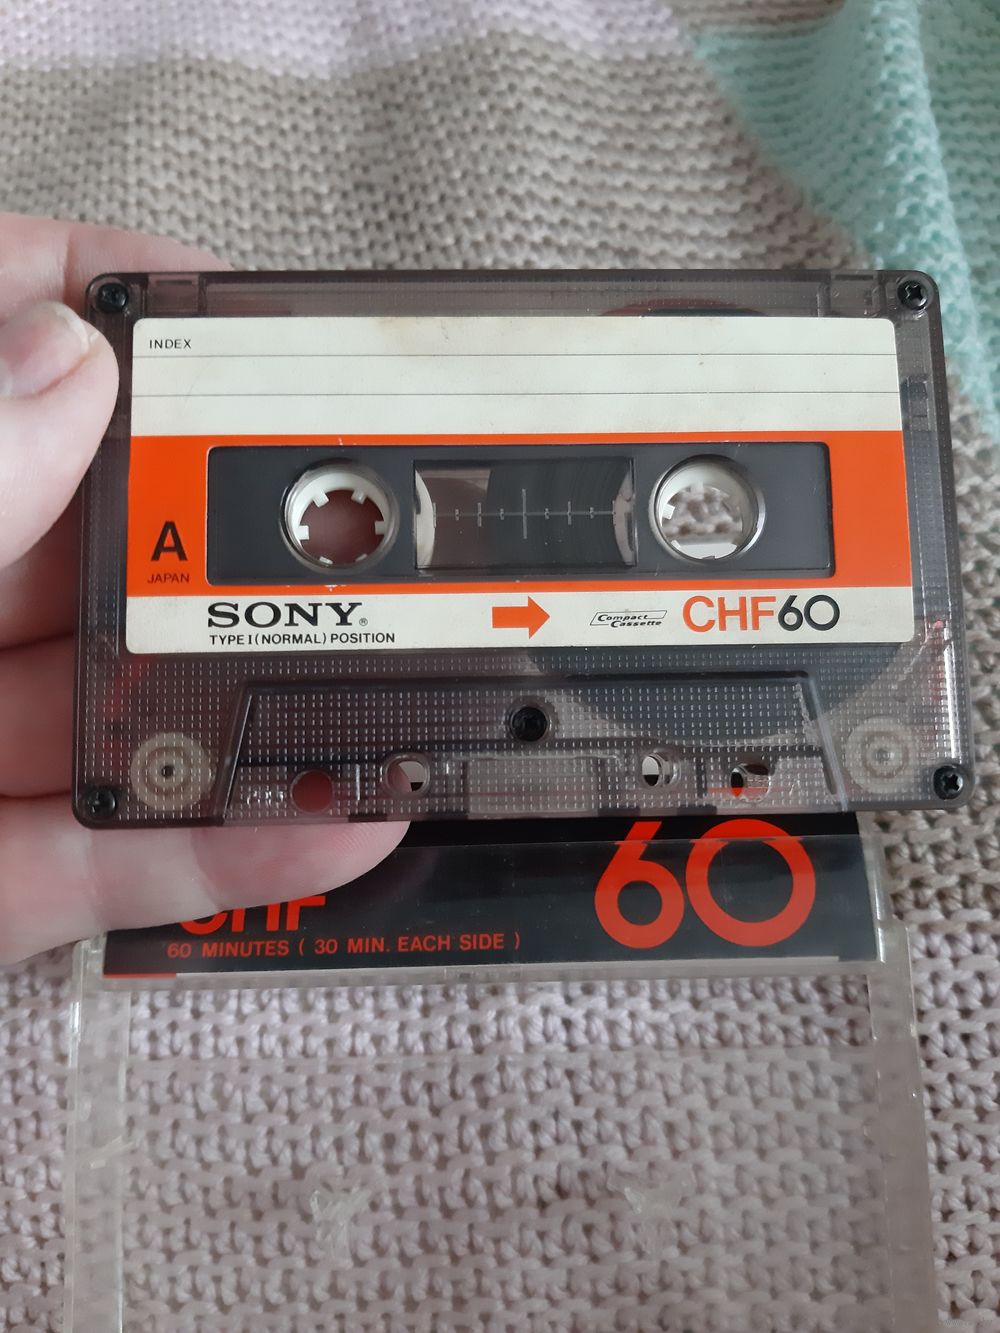 INDEX
A
JAPAN
SONY®
TYPE I (NORMAL) POSITION
Compact
Cassette
CHF60
CHF
60
60 MINUTES ( 30 MIN. EACH SIDE )